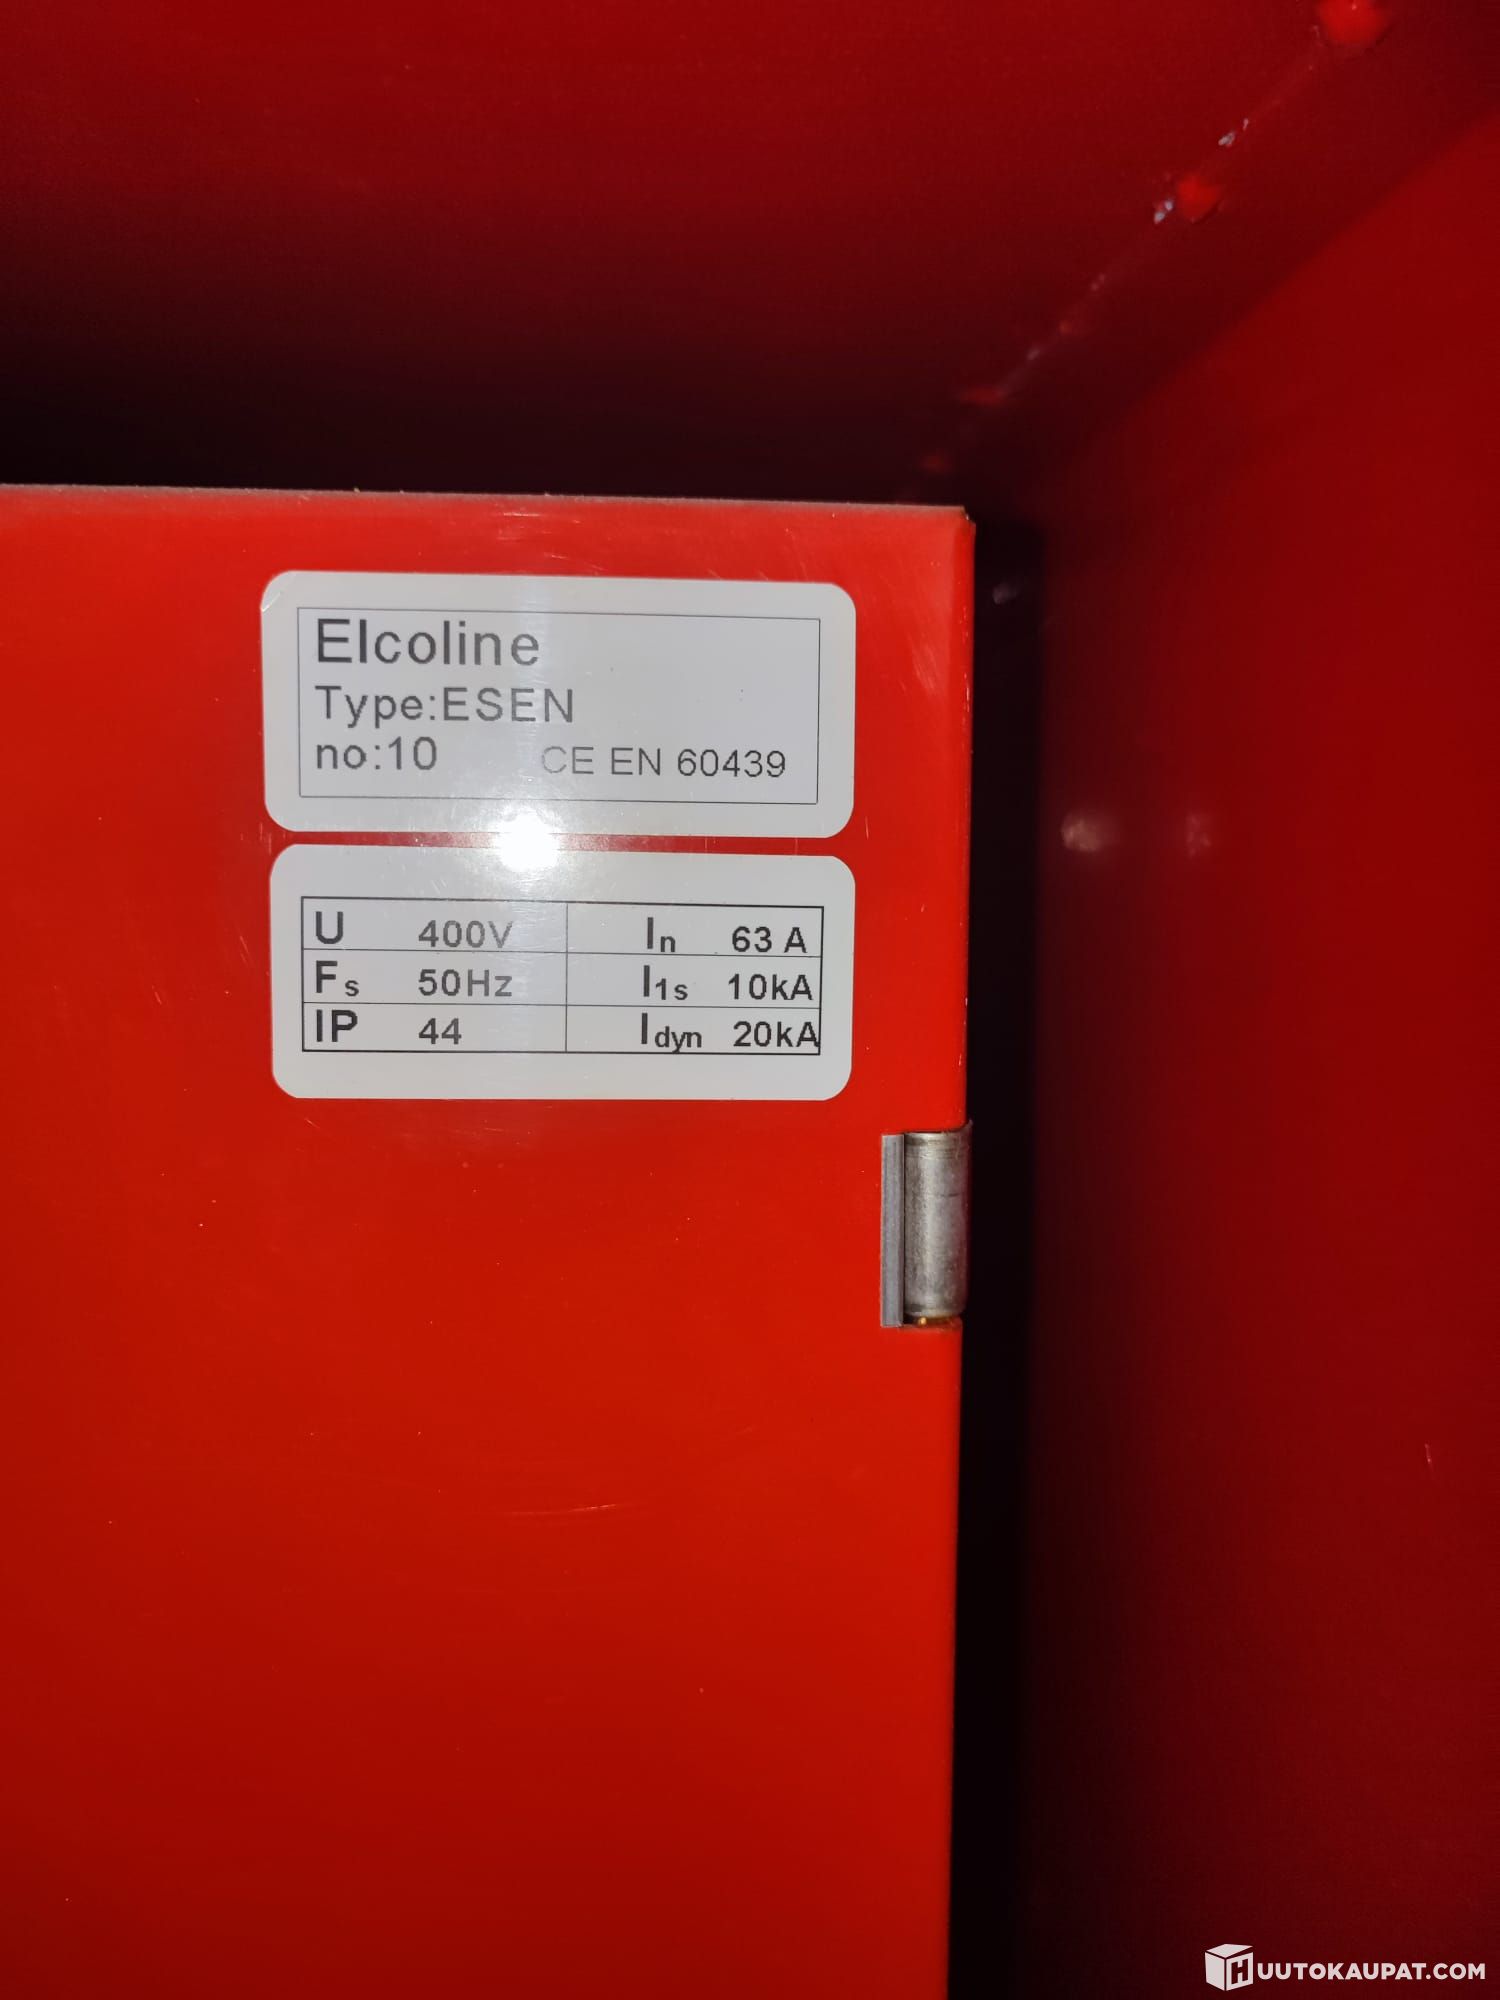 Elcoline
Type:ESEN
no:10 CE EN 60439
U 400V In 63 A
Fs 50Hz I1s 10kA
IP 44 Idyn 20kA
HUUTOKAUPAT.COM